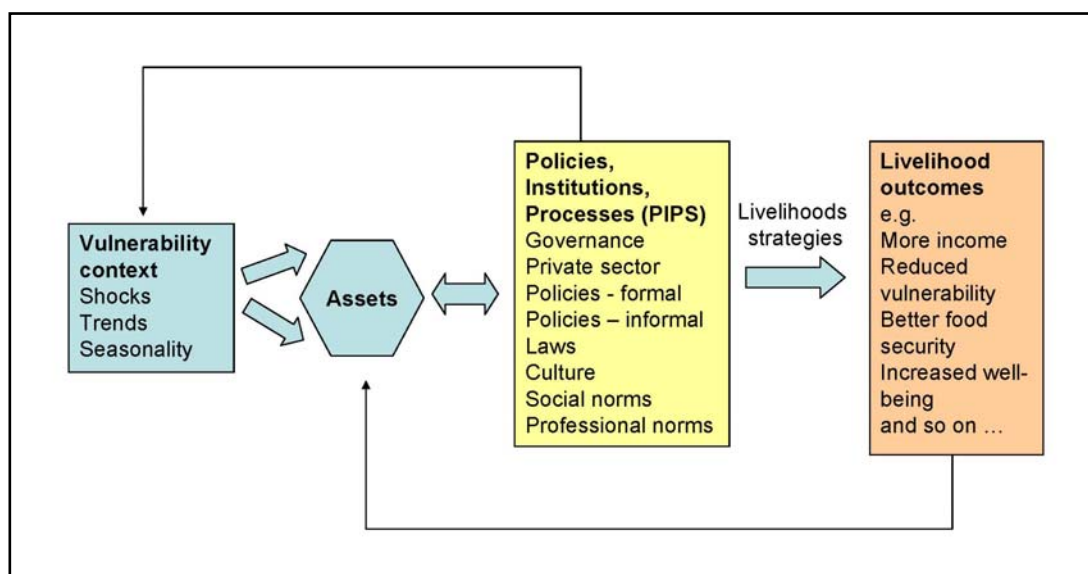 Vulnerability
context
Shocks
Trends
Seasonality
Assets
Policies,
Institutions,
Processes (PIPS)
Governance
Private sector
Policies - formal
Policies – informal
Laws
Culture
Social norms
Professional norms
Livelihoods
strategies
Livelihood
outcomes
e.g.
More income
Reduced
vulnerability
Better food
security
Increased well-
being
and so on …